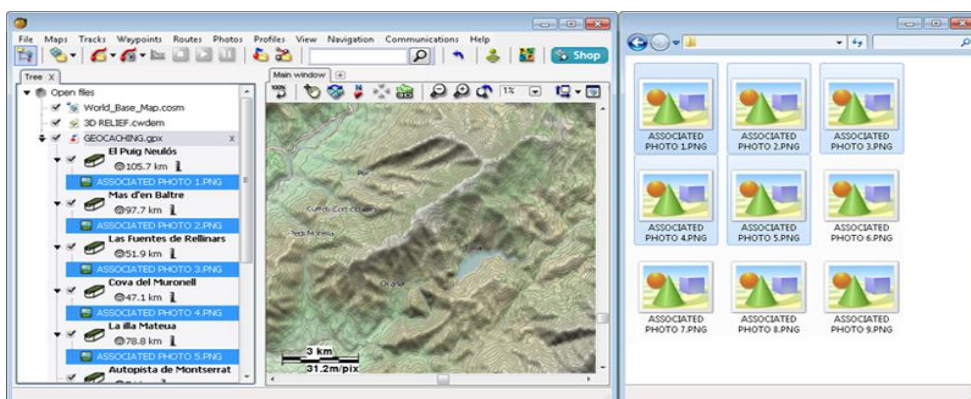 File Maps Tracks Waypoints Routes Photos Profiles View Navigation Communications Help
Shop
Tree X
Main window
100%
1%
Open files
World_Base_Map.cosm
3D RELIEF.cwdem
GEOCACHING.gpx x
El Puig Neulós
105.7 km
ASSOCIATED PHOTO 1.PNG
Mas d'en Baltre
97.7 km
ASSOCIATED PHOTO 2.PNG
Las Fuentes de Rellinars
51.9 km
ASSOCIATED PHOTO 3.PNG
Cova del Muronell
47.1 km
ASSOCIATED PHOTO 4.PNG
La illa Mateua
78.8 km
ASSOCIATED PHOTO 5.PNG
Autopista de Montserrat
3 km
31.2m/pix
ASSOCIATED PHOTO 1.PNG
ASSOCIATED PHOTO 2.PNG
ASSOCIATED PHOTO 3.PNG
ASSOCIATED PHOTO 4.PNG
ASSOCIATED PHOTO 5.PNG
ASSOCIATED PHOTO 6.PNG
ASSOCIATED PHOTO 7.PNG
ASSOCIATED PHOTO 8.PNG
ASSOCIATED PHOTO 9.PNG